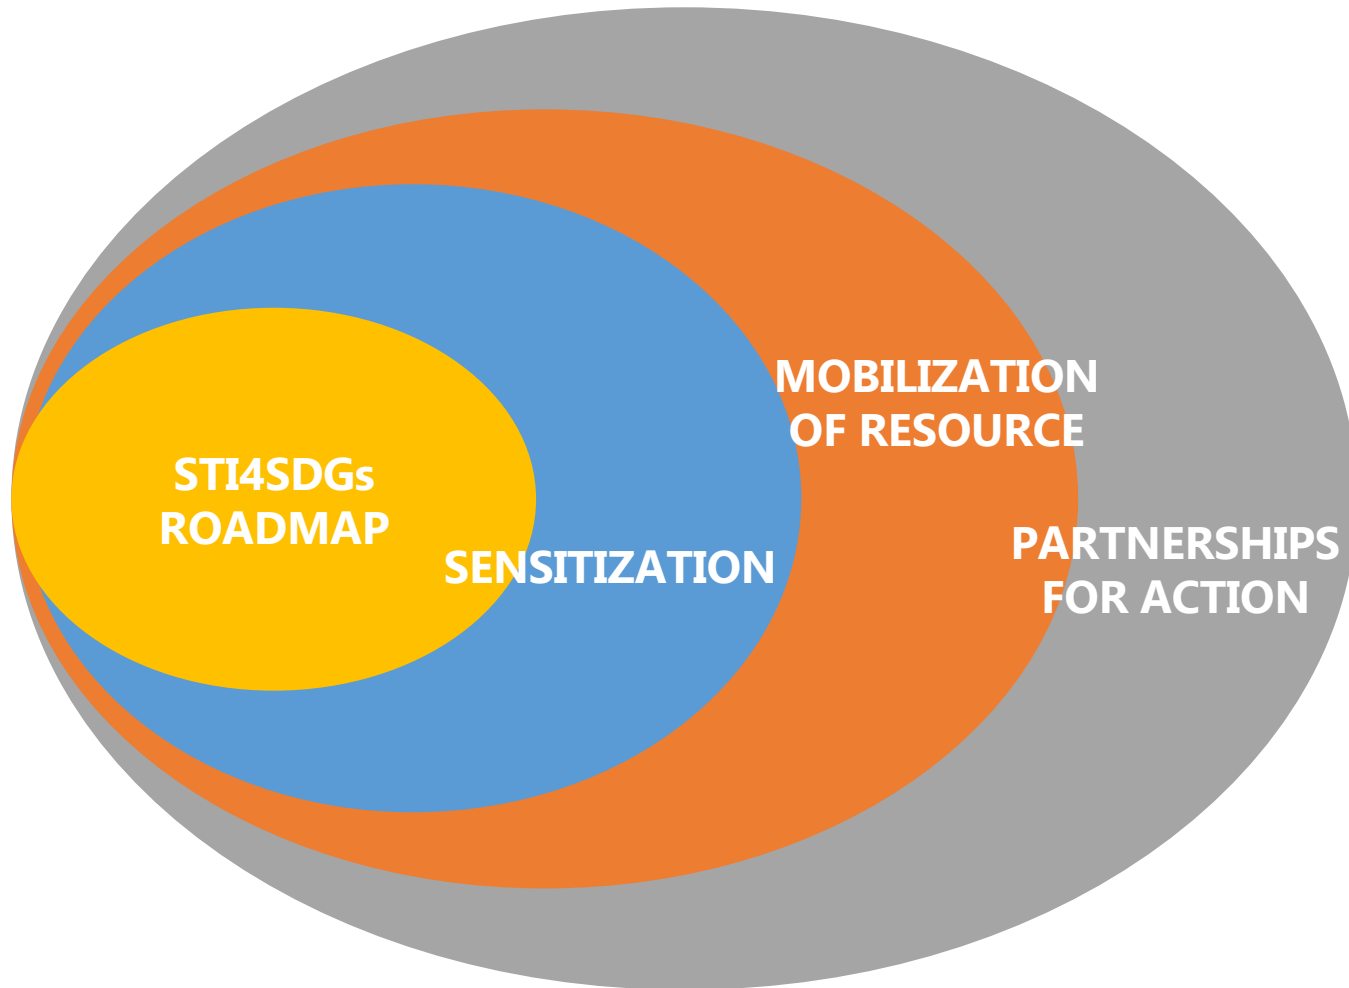 STI4SDGs
ROADMAP
SENSITIZATION
MOBILIZATION
OF RESOURCE
PARTNERSHIPS
FOR ACTION